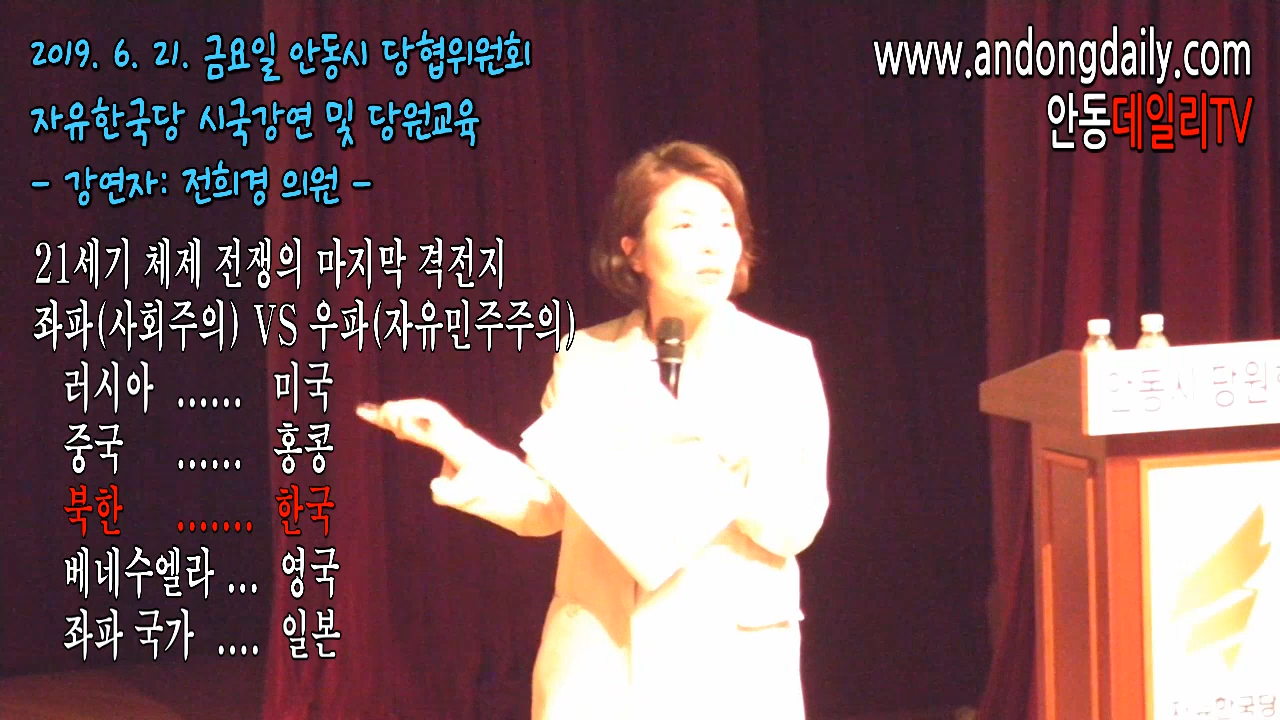 2019. 6. 21. 금요일 안동시 당협위원회
자유한국당 시국강연 및 당원교육
- 강연자: 전희경 의원 -
www.andongdaily.com
안동데일리TV
21세기 체제 전쟁의 마지막 격전지
좌파(사회주의) VS 우파(자유민주주의)
러시아 ...... 미국
중국 ...... 홍콩
북한 ....... 한국
베네수엘라 ... 영국
좌파 국가 .... 일본
안동시 당원
자유한국당